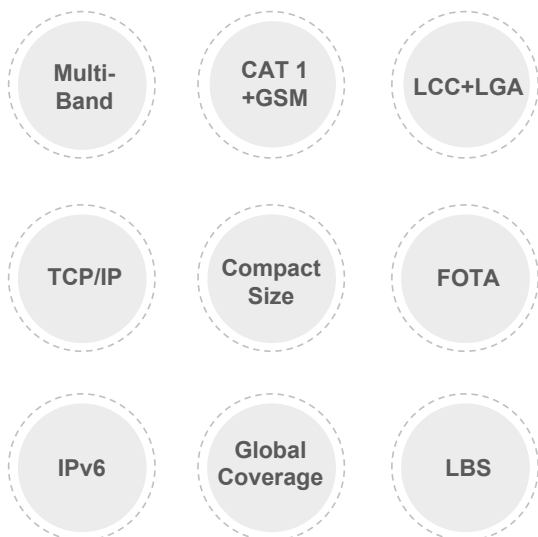 Multi-
Band
CAT 1
+GSM
LCC+LGA
TCP/IP
Compact
Size
FOTA
IPv6
Global
Coverage
LBS